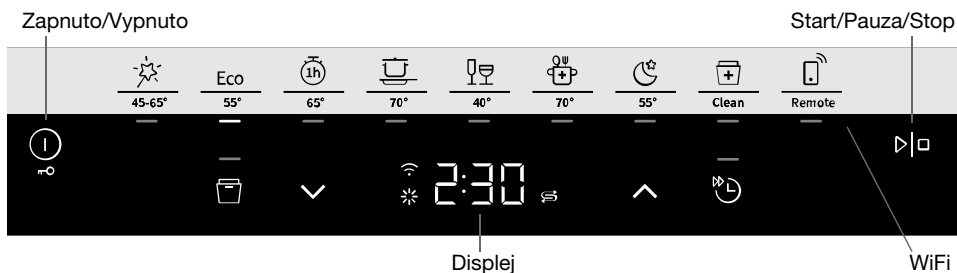 Zapnuto/Vypnuto Start/Pauza/Stop
Eco 1h
45-65° 55° 65° 70° 40° 70° 55° Clean Remote
2:30
Displej WiFi